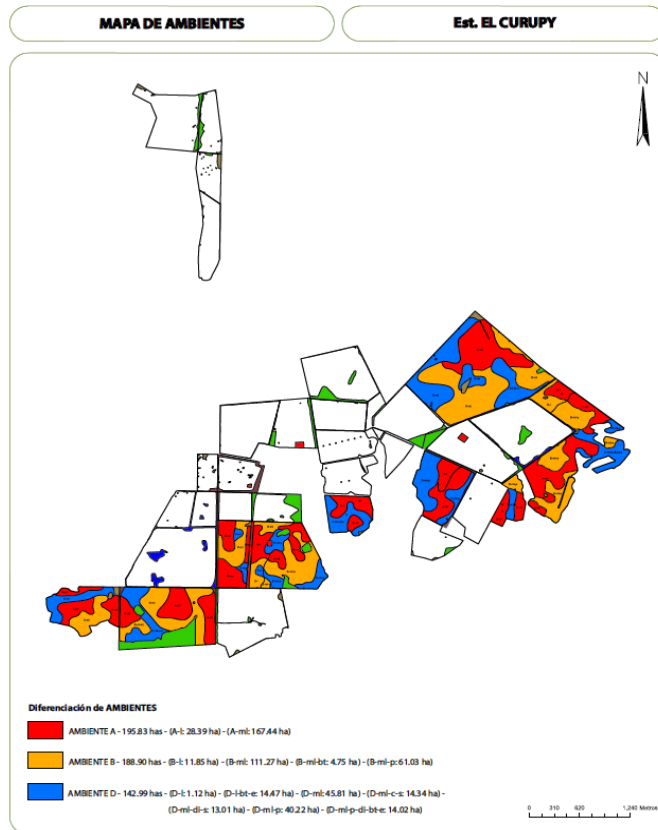 MAPA DE AMBIENTES
Est. EL CURUPY
N
Diferenciación de AMBIENTES
AMBIENTE A - 195.83 has - (A-l: 28.39 ha) - (A-ml: 167.44 ha)
AMBIENTE B - 188.90 has - (B-l: 11.85 ha) - (B-ml: 111.27 ha) - (B-ml-bt: 4.75 ha) - (B-ml-p: 61.03 ha)
AMBIENTE D - 142.99 has - (D-l: 1.12 ha) - (D-l-bt-e: 14.47 ha) - (D-ml: 45.81 ha) - (D-ml-c-s: 14.34 ha) -
(D-ml-di-s: 13.01 ha) - (D-ml-p: 40.22 ha) - (D-ml-p-di-bt-e: 14.02 ha)
0 310 620 1,240 Metros